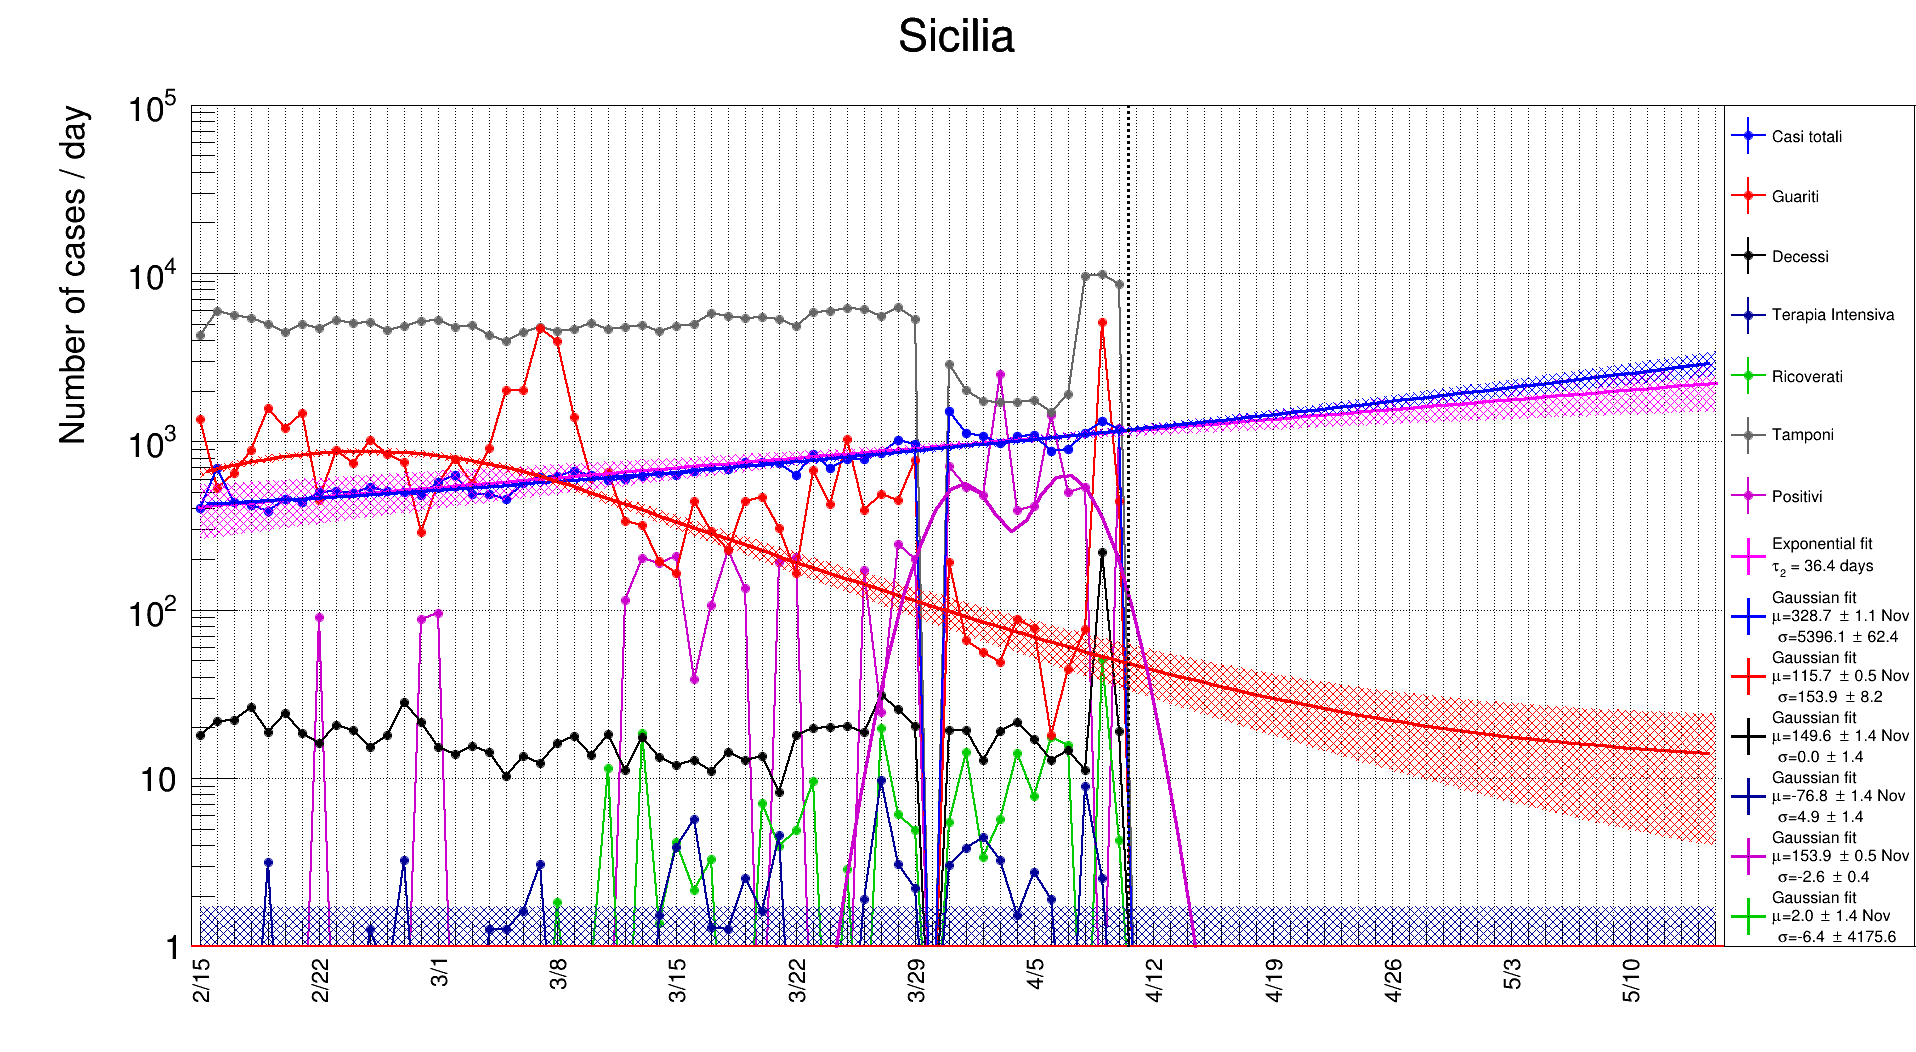 Sicilia
Number of cases / day
10^5
10^4
10^3
10^2
10
1
2/15
2/22
3/1
3/8
3/15
3/22
3/29
4/5
4/12
4/19
4/26
5/3
5/10
Casi totali
Guariti
Decessi
Terapia Intensiva
Ricoverati
Tamponi
Positivi
Exponential fit
τ2 = 36.4 days
Gaussian fit
μ=328.7 ± 1.1 Nov
σ=5396.1 ± 62.4
Gaussian fit
μ=115.7 ± 0.5 Nov
σ=153.9 ± 8.2
Gaussian fit
μ=149.6 ± 1.4 Nov
σ=0.0 ± 1.4
Gaussian fit
μ=-76.8 ± 1.4 Nov
σ=4.9 ± 1.4
Gaussian fit
μ=153.9 ± 0.5 Nov
σ=-2.6 ± 0.4
Gaussian fit
μ=2.0 ± 1.4 Nov
σ=-6.4 ± 4175.6